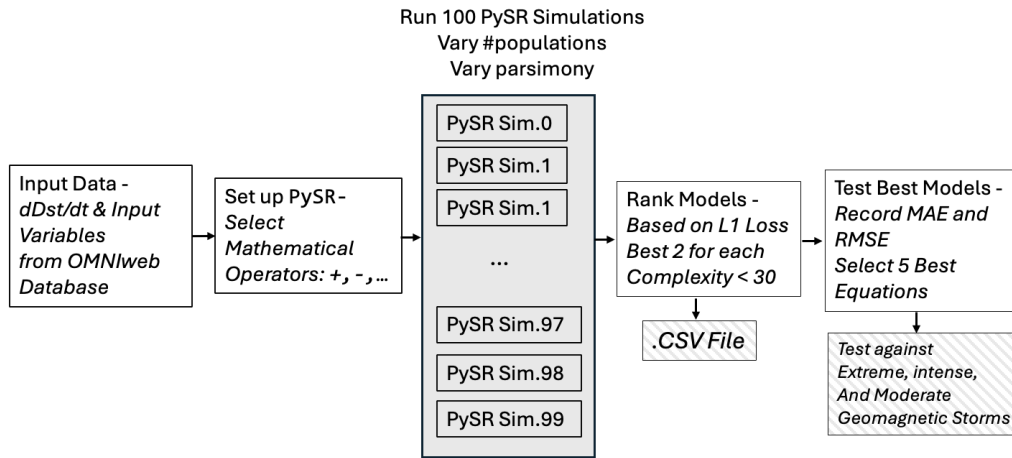 Run 100 PySR Simulations
Vary #populations
Vary parsimony
Input Data -
dDst/dt & Input
Variables
from OMNIweb
Database
Set up PySR-
Select
Mathematical
Operators: +, -,...
PySR Sim.0
PySR Sim.1
PySR Sim.1
...
PySR Sim.97
PySR Sim.98
PySR Sim.99
Rank Models -
Based on L1 Loss
Best 2 for each
Complexity < 30
.CSV File
Test Best Models -
Record MAE and
RMSE
Select 5 Best
Equations
Test against
Extreme, intense,
And Moderate
Geomagnetic Storms